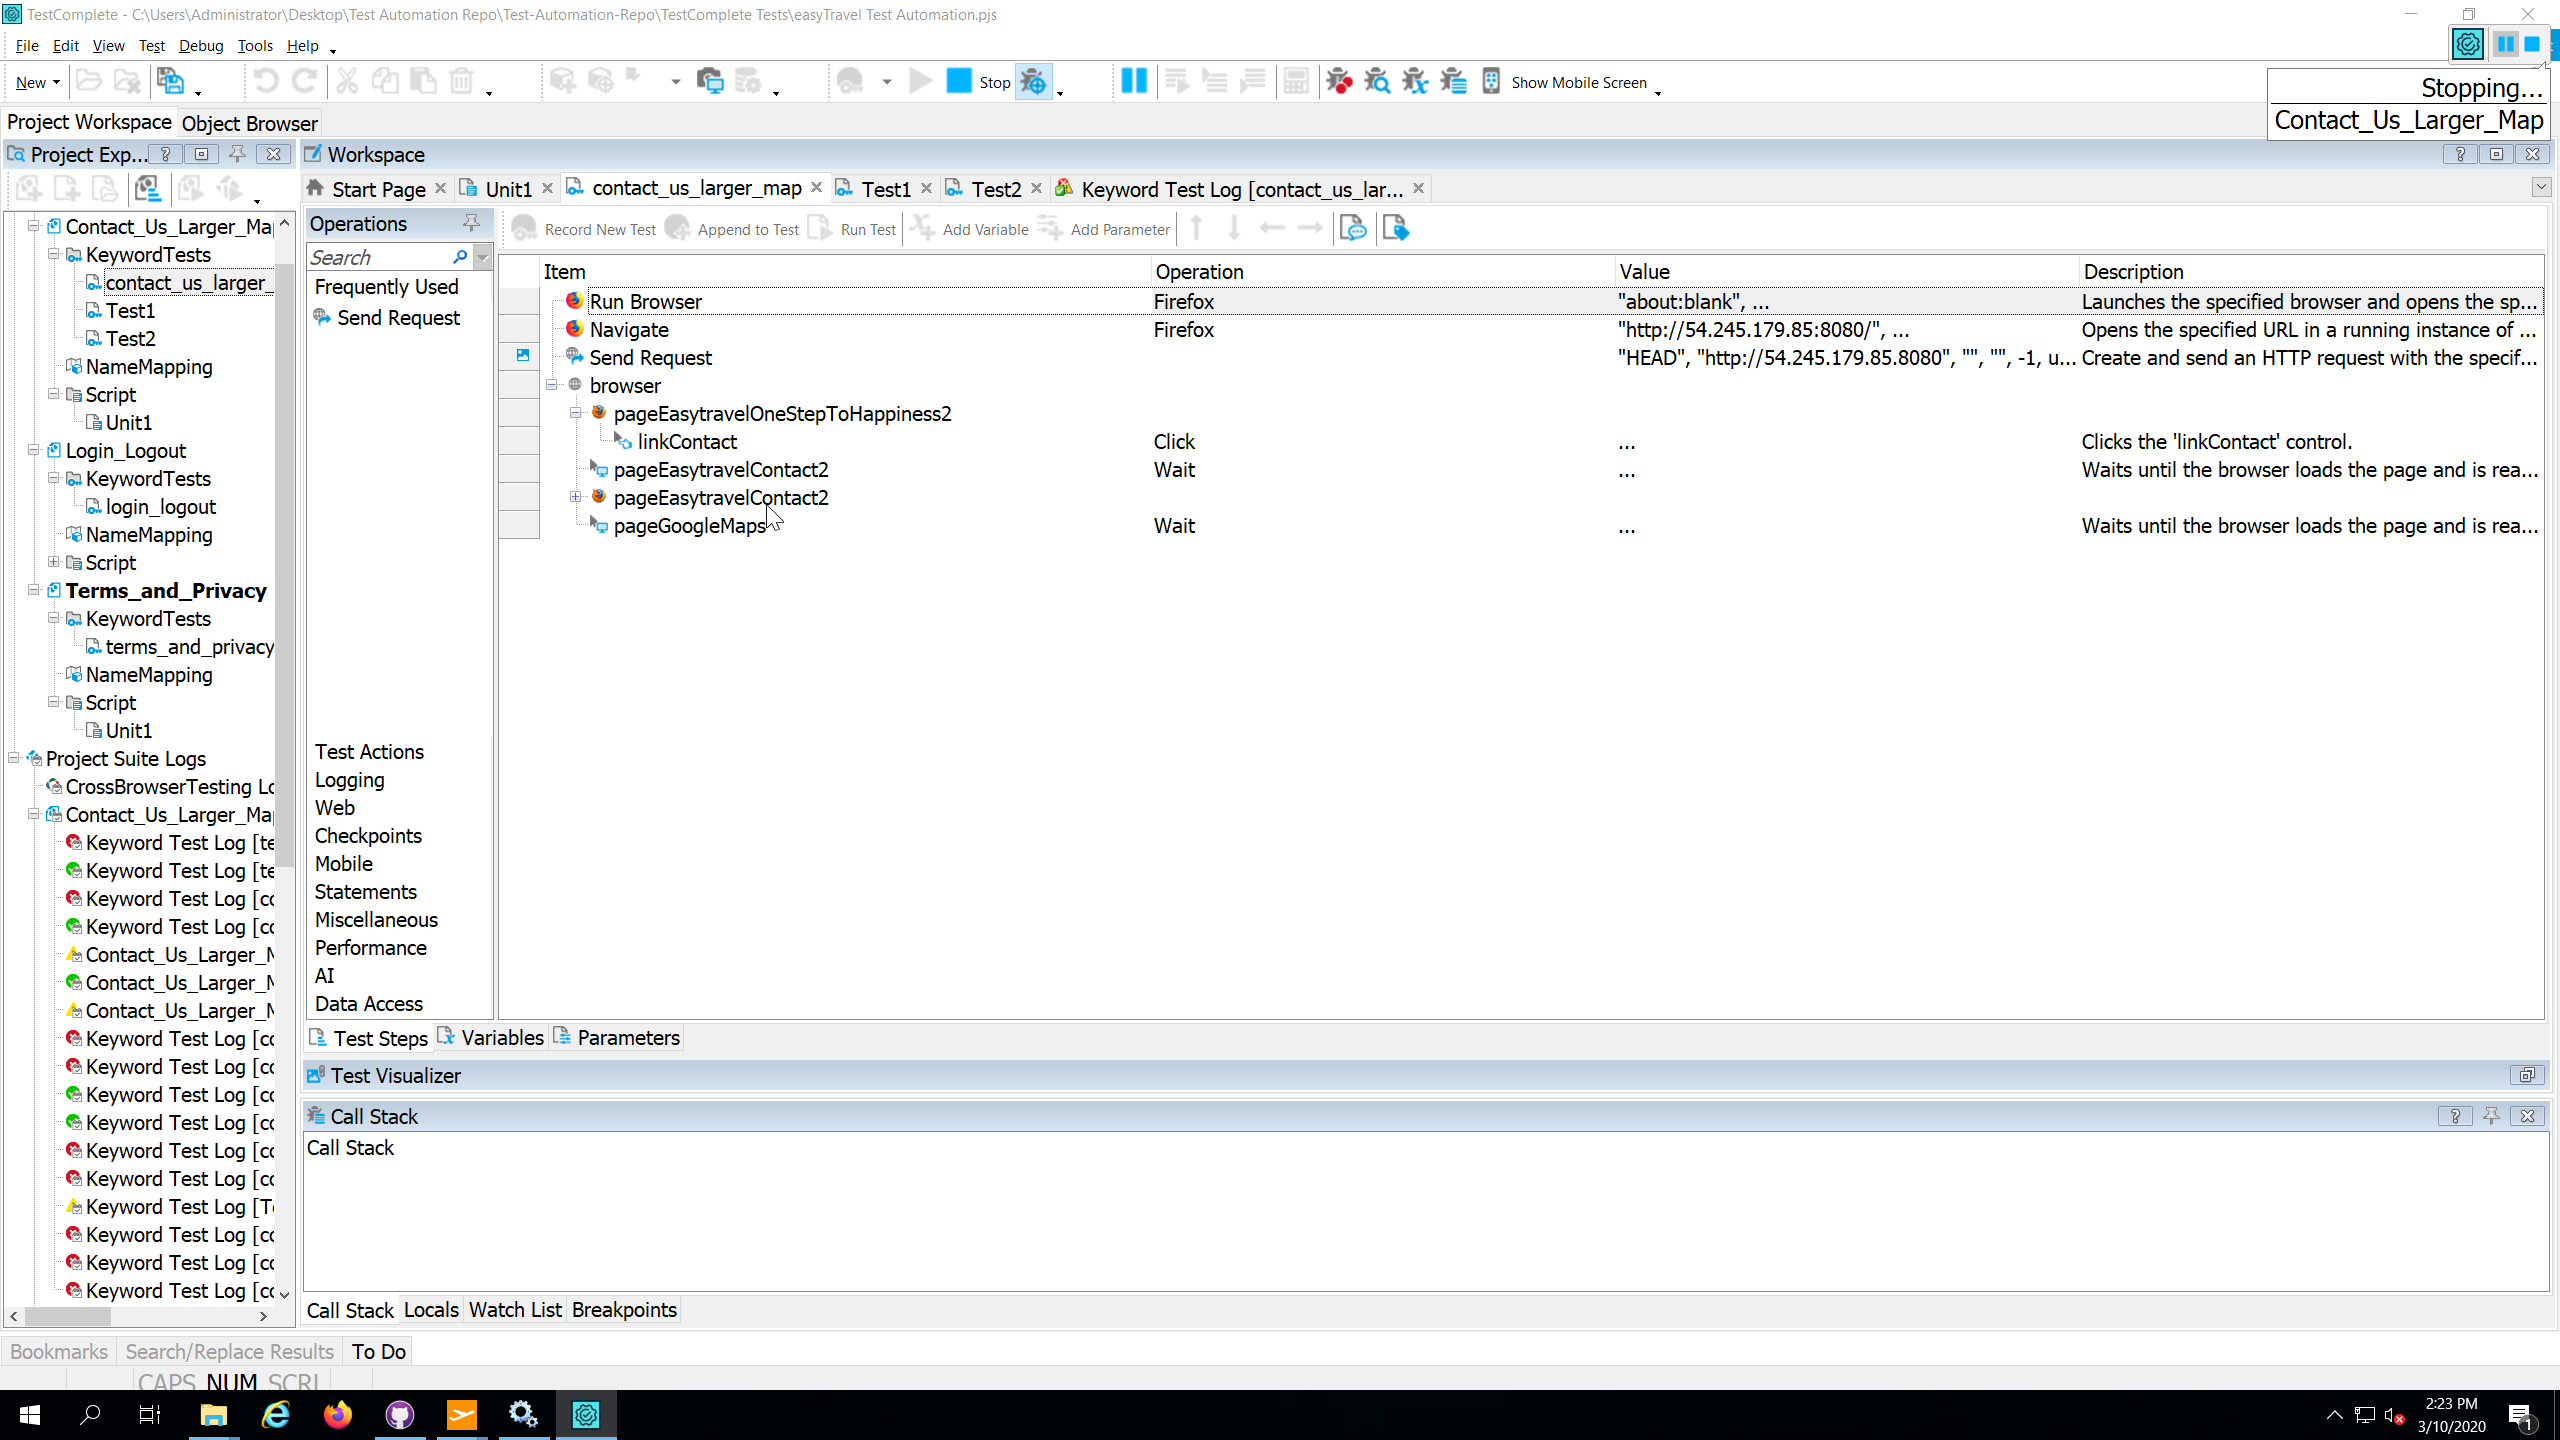 TestComplete - C:\Users\Administrator\Desktop\Test Automation Repo\Test-Automation-Repo\TestComplete Tests\easyTravel Test Automation.pjs
File Edit View Test Debug Tools Help
New Stop Show Mobile Screen
Stopping...
Contact_Us_Larger_Map
Project Workspace Object Browser
Project Exp... Workspace
Start Page Unit1 contact_us_larger_map Test1 Test2 Keyword Test Log [contact_us_lar...
Operations
Record New Test Append to Test Run Test Add Variable Add Parameter
Search
Frequently Used
Send Request
Test Actions
Logging
Web
Checkpoints
Mobile
Statements
Miscellaneous
Performance
AI
Data Access
Item Operation Value Description
Run Browser Firefox "about:blank", ... Launches the specified browser and opens the sp...
Navigate Firefox "http://54.245.179.85:8080/", ... Opens the specified URL in a running instance of ...
Send Request "HEAD", "http://54.245.179.85.8080", "", "", -1, u... Create and send an HTTP request with the specif...
browser
pageEasytravelOneStepToHappiness2
linkContact Click ... Clicks the 'linkContact' control.
pageEasytravelContact2 Wait ... Waits until the browser loads the page and is rea...
pageEasytravelContact2
pageGoogleMaps Wait ... Waits until the browser loads the page and is rea...
Contact_Us_Larger_Ma
KeywordTests
contact_us_larger_
Test1
Test2
NameMapping
Script
Unit1
Login_Logout
KeywordTests
login_logout
NameMapping
Script
Terms_and_Privacy
KeywordTests
terms_and_privacy
NameMapping
Script
Unit1
Project Suite Logs
CrossBrowserTesting Lo
Contact_Us_Larger_Ma
Keyword Test Log [te
Keyword Test Log [te
Keyword Test Log [co
Keyword Test Log [co
Contact_Us_Larger_M
Contact_Us_Larger_M
Contact_Us_Larger_M
Keyword Test Log [co
Keyword Test Log [co
Keyword Test Log [co
Keyword Test Log [co
Keyword Test Log [co
Keyword Test Log [co
Keyword Test Log [Te
Keyword Test Log [co
Keyword Test Log [co
Keyword Test Log [co
Test Steps Variables Parameters
Test Visualizer
Call Stack
Call Stack
Call Stack Locals Watch List Breakpoints
Bookmarks Search/Replace Results To Do
CAPS NUM SCRL
2:23 PM
3/10/2020
1